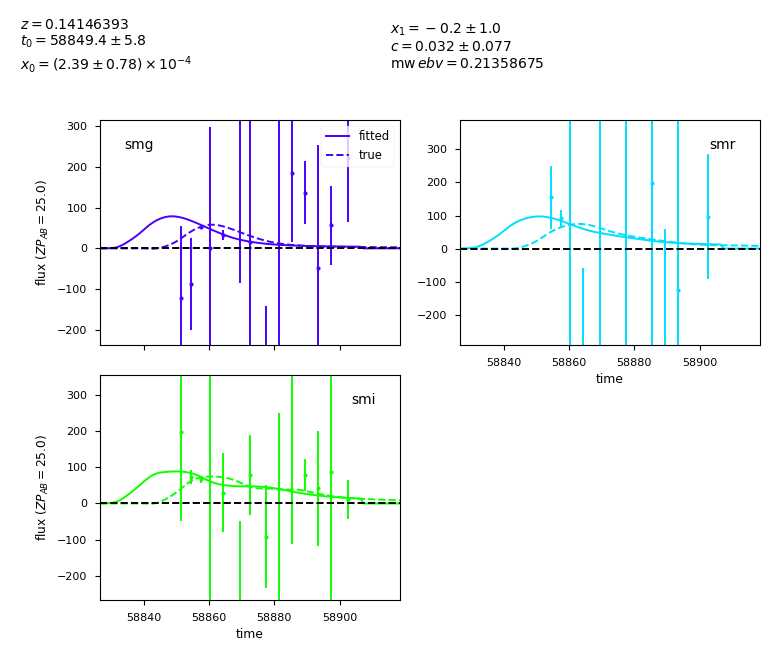 z = 0.14146393
t₀ = 58849.4 ± 5.8
x₀ = (2.39 ± 0.78) × 10⁻⁴
x₁ = −0.2 ± 1.0
c = 0.032 ± 0.077
mw ebv = 0.21358675
smg
fitted
true
300
200
100
0
−100
−200
flux (ZP_AB = 25.0)
smr
300
200
100
0
−100
−200
58840 58860 58880 58900
time
smi
300
200
100
0
−100
−200
flux (ZP_AB = 25.0)
58840 58860 58880 58900
time